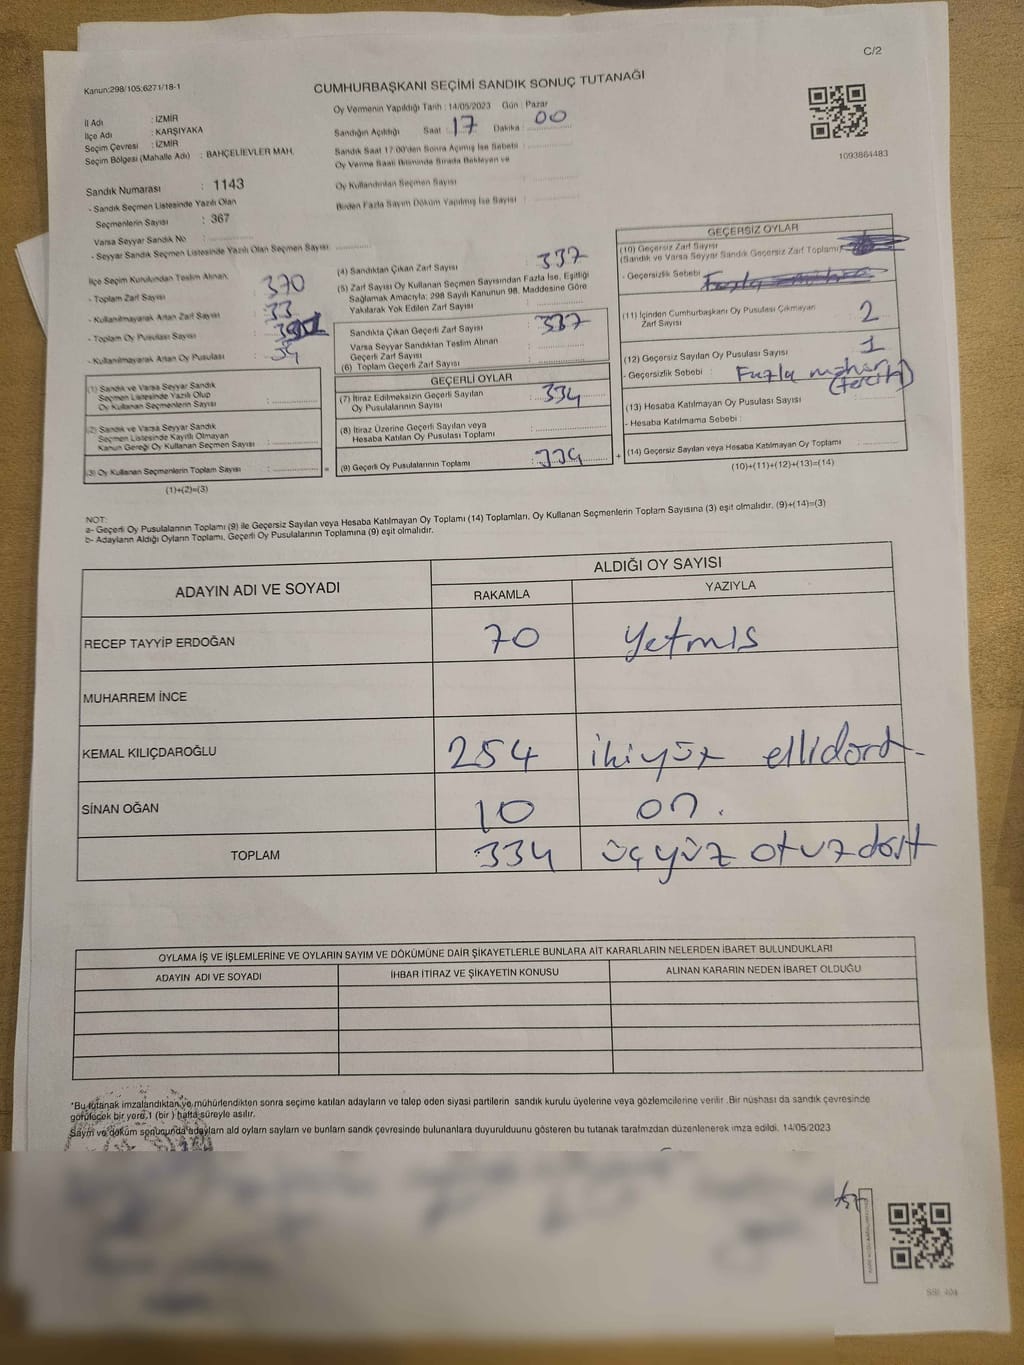 C/2
Kanun:298/105;6271/18-1
CUMHURBAŞKANI SEÇİMİ SANDIK SONUÇ TUTANAĞI
İl Adı : İZMİR
İlçe Adı : KARŞIYAKA
Seçim Çevresi : İZMİR
Seçim Bölgesi (Mahalle Adı) : BAHÇELİEVLER MAH.
Oy Vermenin Yapıldığı Tarih : 14/05/2023 Gün : Pazar
Sandığın Açıldığı Saat : 17 Dakika : 00
Sandık Saat 17:00'den Sonra Açımış İse Sebebi :
Oy Verme Saati Bitiminde Sırada Bekleyen ve
Oy Kullandırılan Seçmen Sayısı :
Birden Fazla Sayım Döküm Yapılmış İse Sayısı :
1093864483
Sandık Numarası : 1143
- Sandık Seçmen Listesinde Yazılı Olan
Seçmenlerin Sayısı : 367
Varsa Seyyar Sandık No :
- Seyyar Sandık Seçmen Listesinde Yazılı Olan Seçmen Sayısı :
İlçe Seçim Kurulundan Teslim Alınan;
- Toplam Zarf Sayısı : 370
- Kullanılmayarak Artan Zarf Sayısı : 33
- Toplam Oy Pusulası Sayısı :
- Kullanılmayarak Artan Oy Pusulası : 34
(1) Sandık ve Varsa Seyyar Sandık
Seçmen Listesinde Yazılı Olup
Oy Kullanan Seçmenlerin Sayısı :
(2) Sandık ve Varsa Seyyar Sandık
Seçmen Listesinde Kayıtlı Olmayan
Kanun Gereği Oy Kullanan Seçmen Sayısı :
(3) Oy Kullanan Seçmenlerin Toplam Sayısı :
(1)+(2)=(3)
(4) Sandıktan Çıkan Zarf Sayısı : 337
(5) Zarf Sayısı Oy Kullanan Seçmen Sayısından Fazla İse, Eşitliği
Sağlamak Amacıyla; 298 Sayılı Kanunun 98. Maddesine Göre
Yakılarak Yok Edilen Zarf Sayısı :
Sandıkta Çıkan Geçerli Zarf Sayısı : 337
Varsa Seyyar Sandıktan Teslim Alınan
Geçerli Zarf Sayısı :
(6) Toplam Geçerli Zarf Sayısı :
GEÇERLİ OYLAR
(7) İtiraz Edilmeksizin Geçerli Sayılan
Oy Pusulalarının Sayısı : 334
(8) İtiraz Üzerine Geçerli Sayılan veya
Hesaba Katılan Oy Pusulası Toplamı :
(9) Geçerli Oy Pusulalarının Toplamı : 334
GEÇERSİZ OYLAR
(10) Geçersiz Zarf Sayısı
(Sandık ve Varsa Seyyar Sandık Geçersiz Zarf Toplamı)
- Geçersizlik Sebebi :
(11) İçinden Cumhurbaşkanı Oy Pusulası Çıkmayan
Zarf Sayısı : 2
(12) Geçersiz Sayılan Oy Pusulası Sayısı : 1
- Geçersizlik Sebebi : Fazla mühür (tercih)
(13) Hesaba Katılmayan Oy Pusulası Sayısı :
- Hesaba Katılmama Sebebi :
(14) Geçersiz Sayılan veya Hesaba Katılmayan Oy Toplamı :
(10)+(11)+(12)+(13)=(14)
NOT:
a- Geçerli Oy Pusulalarının Toplamı (9) ile Geçersiz Sayılan veya Hesaba Katılmayan Oy Toplamı (14) Toplamları, Oy Kullanan Seçmenlerin Toplam Sayısına (3) eşit olmalıdır. (9)+(14)=(3)
b- Adayların Aldığı Oyların Toplamı, Geçerli Oy Pusulalarının Toplamına (9) eşit olmalıdır.
ADAYIN ADI VE SOYADI ALDIĞI OY SAYISI
RAKAMLA YAZIYLA
RECEP TAYYİP ERDOĞAN 70 Yetmis
MUHARREM İNCE
KEMAL KILIÇDAROĞLU 254 ikiyüz ellidört
SİNAN OĞAN 10 on.
TOPLAM 334 üçyüz otuzdört
OYLAMA İŞ VE İŞLEMLERİNE VE OYLARIN SAYIM VE DÖKÜMÜNE DAİR ŞİKAYETLERLE BUNLARA AİT KARARLARIN NELERDEN İBARET BULUNDUKLARI
ADAYIN ADI VE SOYADI İHBAR İTİRAZ VE ŞİKAYETİN KONUSU ALINAN KARARIN NEDEN İBARET OLDUĞU
*Bu tutanak imzalandıktan ve mühürlendikten sonra seçime katılan adayların ve talep eden siyasi partilerin sandık kurulu üyelerine veya gözlemcilerine verilir .Bir nüshası da sandık çevresinde
görülecek bir yere,1 (bir ) hafta süreyle asılır.
Sayım ve döküm sonucunda adayların ald oyların sayların ve bunların sandk çevresinde bulunanlara duyurulduunu gösteren bu tutanak tarafmzdan düzenlenerek imza edildi. 14/05/2023